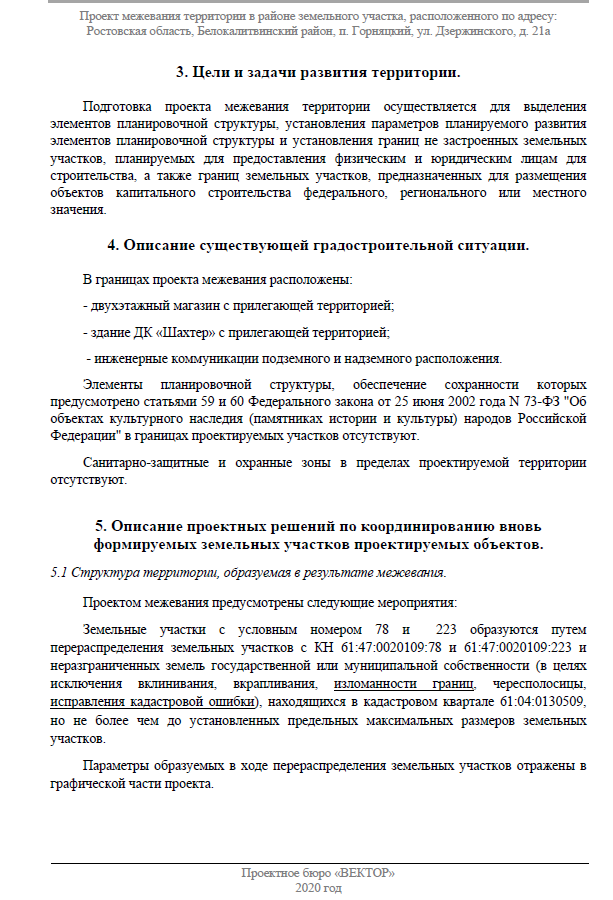 Проект межевания территории в районе земельного участка, расположенного по адресу:
Ростовская область, Белокалитвинский район, п. Горняцкий, ул. Дзержинского, д. 21а
3. Цели и задачи развития территории.
Подготовка проекта межевания территории осуществляется для выделения
элементов планировочной структуры, установления параметров планируемого развития
элементов планировочной структуры и установления границ не застроенных земельных
участков, планируемых для предоставления физическим и юридическим лицам для
строительства, а также границ земельных участков, предназначенных для размещения
объектов капитального строительства федерального, регионального или местного
значения.
4. Описание существующей градостроительной ситуации.
В границах проекта межевания расположены:
- двухэтажный магазин с прилегающей территорией;
- здание ДК «Шахтер» с прилегающей территорией;
- инженерные коммуникации подземного и надземного расположения.
Элементы планировочной структуры, обеспечение сохранности которых
предусмотрено статьями 59 и 60 Федерального закона от 25 июня 2002 года N 73-ФЗ "Об
объектах культурного наследия (памятниках истории и культуры) народов Российской
Федерации" в границах проектируемых участков отсутствуют.
Санитарно-защитные и охранные зоны в пределах проектируемой территории
отсутствуют.
5. Описание проектных решений по координированию вновь
формируемых земельных участков проектируемых объектов.
5.1 Структура территории, образуемая в результате межевания.
Проектом межевания предусмотрены следующие мероприятия:
Земельные участки с условным номером 78 и 223 образуются путем
перераспределения земельных участков с КН 61:47:0020109:78 и 61:47:0020109:223 и
неразграниченных земель государственной или муниципальной собственности (в целях
исключения вклинивания, вкрапливания, изломанности границ, чересполосицы,
исправления кадастровой ошибки), находящихся в кадастровом квартале 61:04:0130509,
но не более чем до установленных предельных максимальных размеров земельных
участков.
Параметры образуемых в ходе перераспределения земельных участков отражены в
графической части проекта.
Проектное бюро «ВЕКТОР»
2020 год